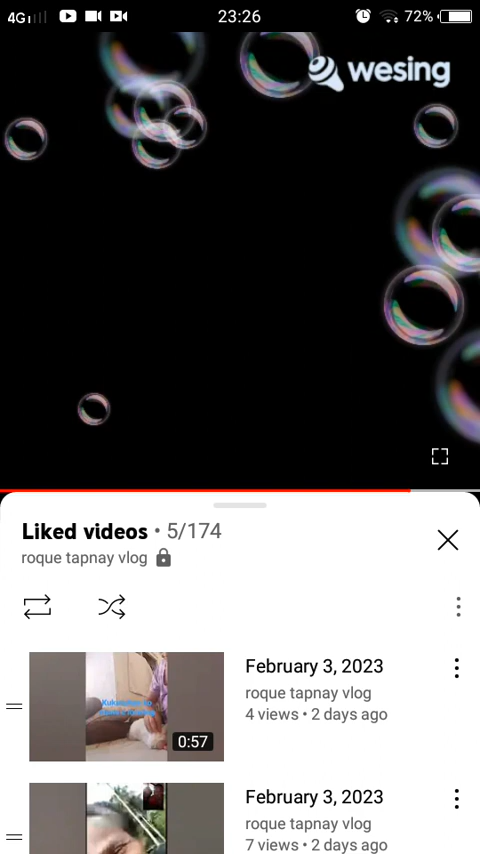 4G
23:26
72%
wesing
Liked videos • 5/174
roque tapnay vlog
February 3, 2023
roque tapnay vlog
4 views • 2 days ago
0:57
February 3, 2023
roque tapnay vlog
7 views • 2 days ago